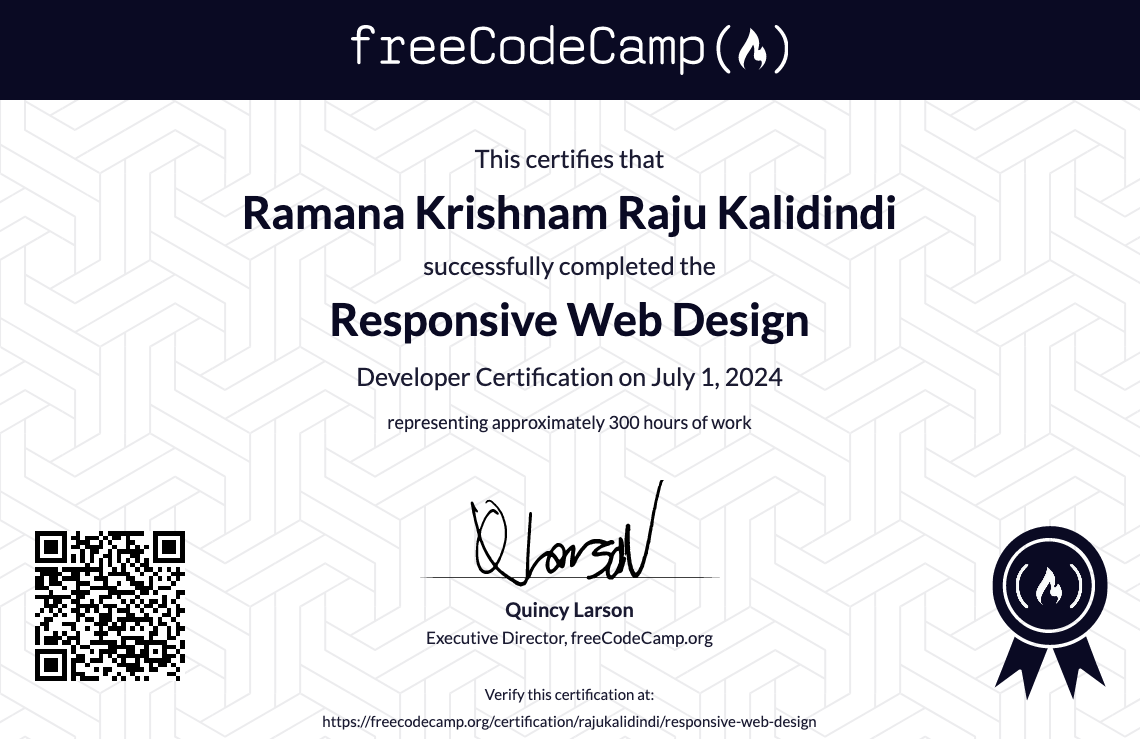 freeCodeCamp
This certifies that
Ramana Krishnam Raju Kalidindi
successfully completed the
Responsive Web Design
Developer Certification on July 1, 2024
representing approximately 300 hours of work
Q Larson
Quincy Larson
Executive Director, freeCodeCamp.org
Verify this certification at:
https://freecodecamp.org/certification/rajukalidindi/responsive-web-design